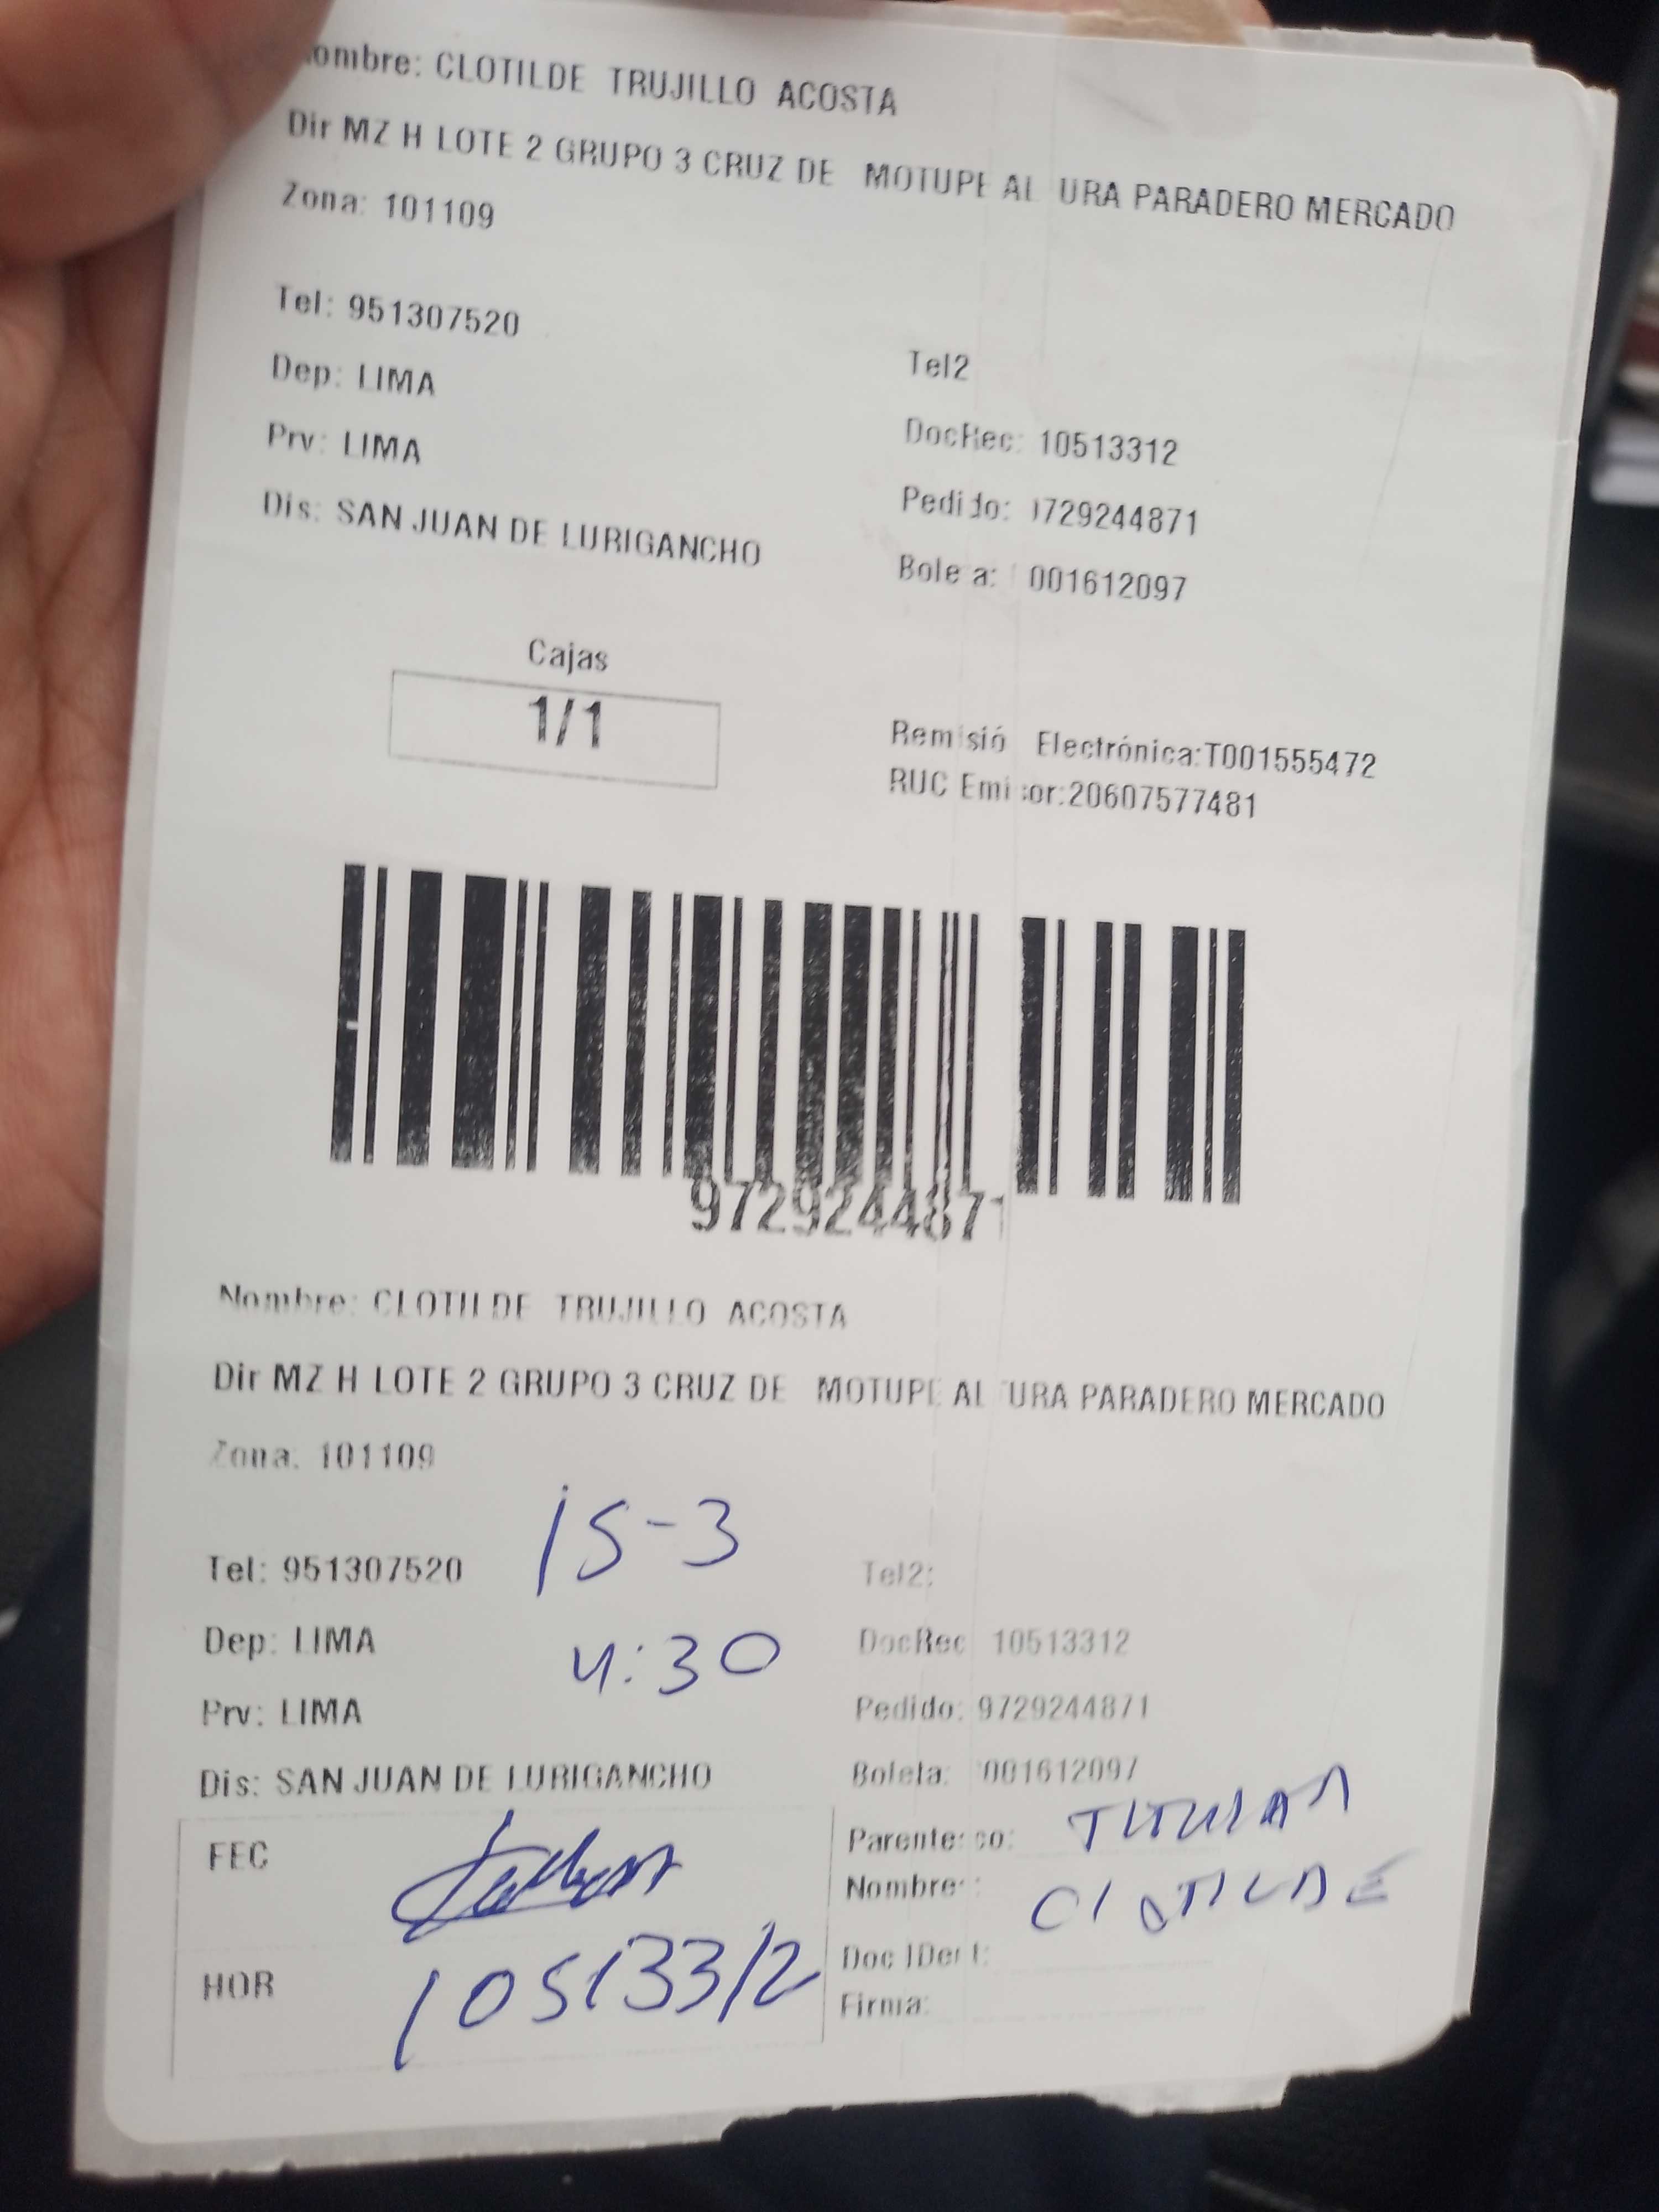 Nombre: CLOTILDE TRUJILLO ACOSTA
Dir MZ H LOTE 2 GRUPO 3 CRUZ DE MOTUPE AL URA PARADERO MERCADO
Zona: 101109
Tel: 951307520
Tel2
Dep: LIMA
DocRec: 10513312
Prv: LIMA
Pedido: 729244871
Dis: SAN JUAN DE LURIGANCHO
Bole a: 001612097
Cajas
1/1
Remisió Electrónica:T001555472
RUC Emisor:20607577481
9729244871
Nombre: CLOTILDE TRUJILLO ACOSTA
Dir MZ H LOTE 2 GRUPO 3 CRUZ DE MOTUPE AL TURA PARADERO MERCADO
Zona: 101109
15-3
Tel: 951307520
Tel2:
4:30
Dep: LIMA
DocRec 10513312
Prv: LIMA
Pedido: 9729244871
Dis: SAN JUAN DE LURIGANCHO
Boleta: 001612097
FEC
Parentesco: TITULAR
Nombre: CLOTILDE
HOR
10513312
Doc IDent:
Firma: